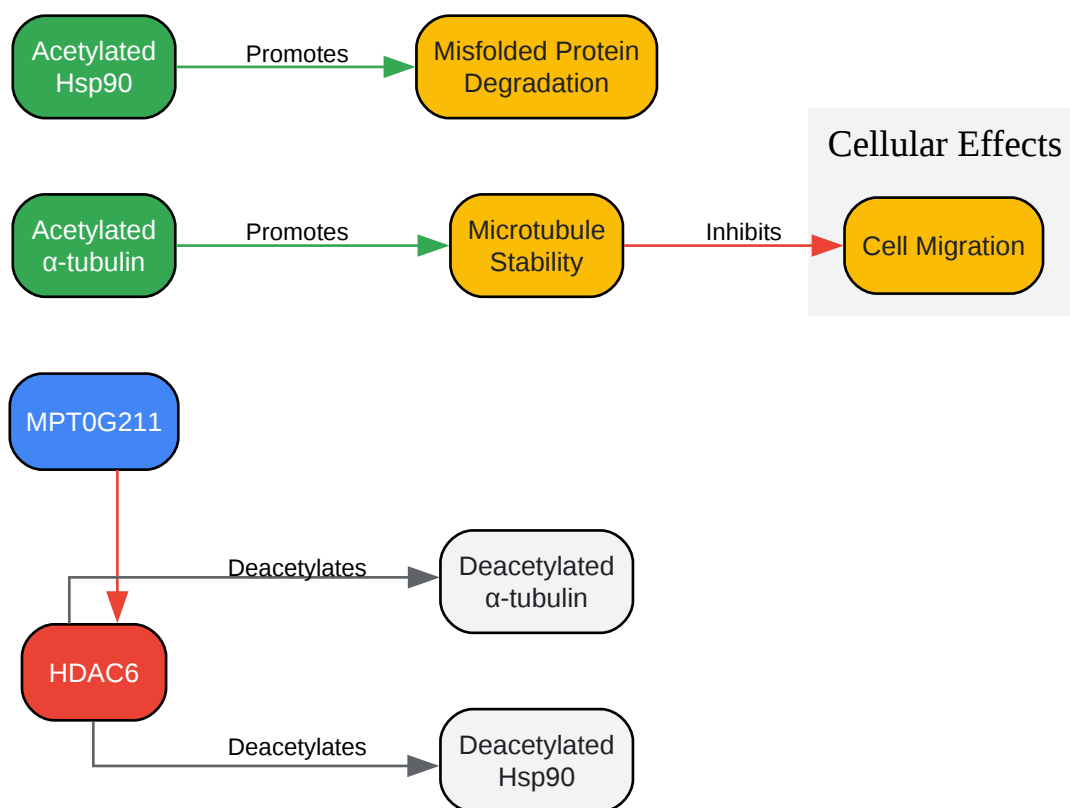 Acetylated
Hsp90
Promotes
Misfolded Protein
Degradation
Cellular Effects
Acetylated
α-tubulin
Promotes
Microtubule
Stability
Inhibits
Cell Migration
MPT0G211
Deacetylates
Deacetylated
α-tubulin
HDAC6
Deacetylates
Deacetylated
Hsp90